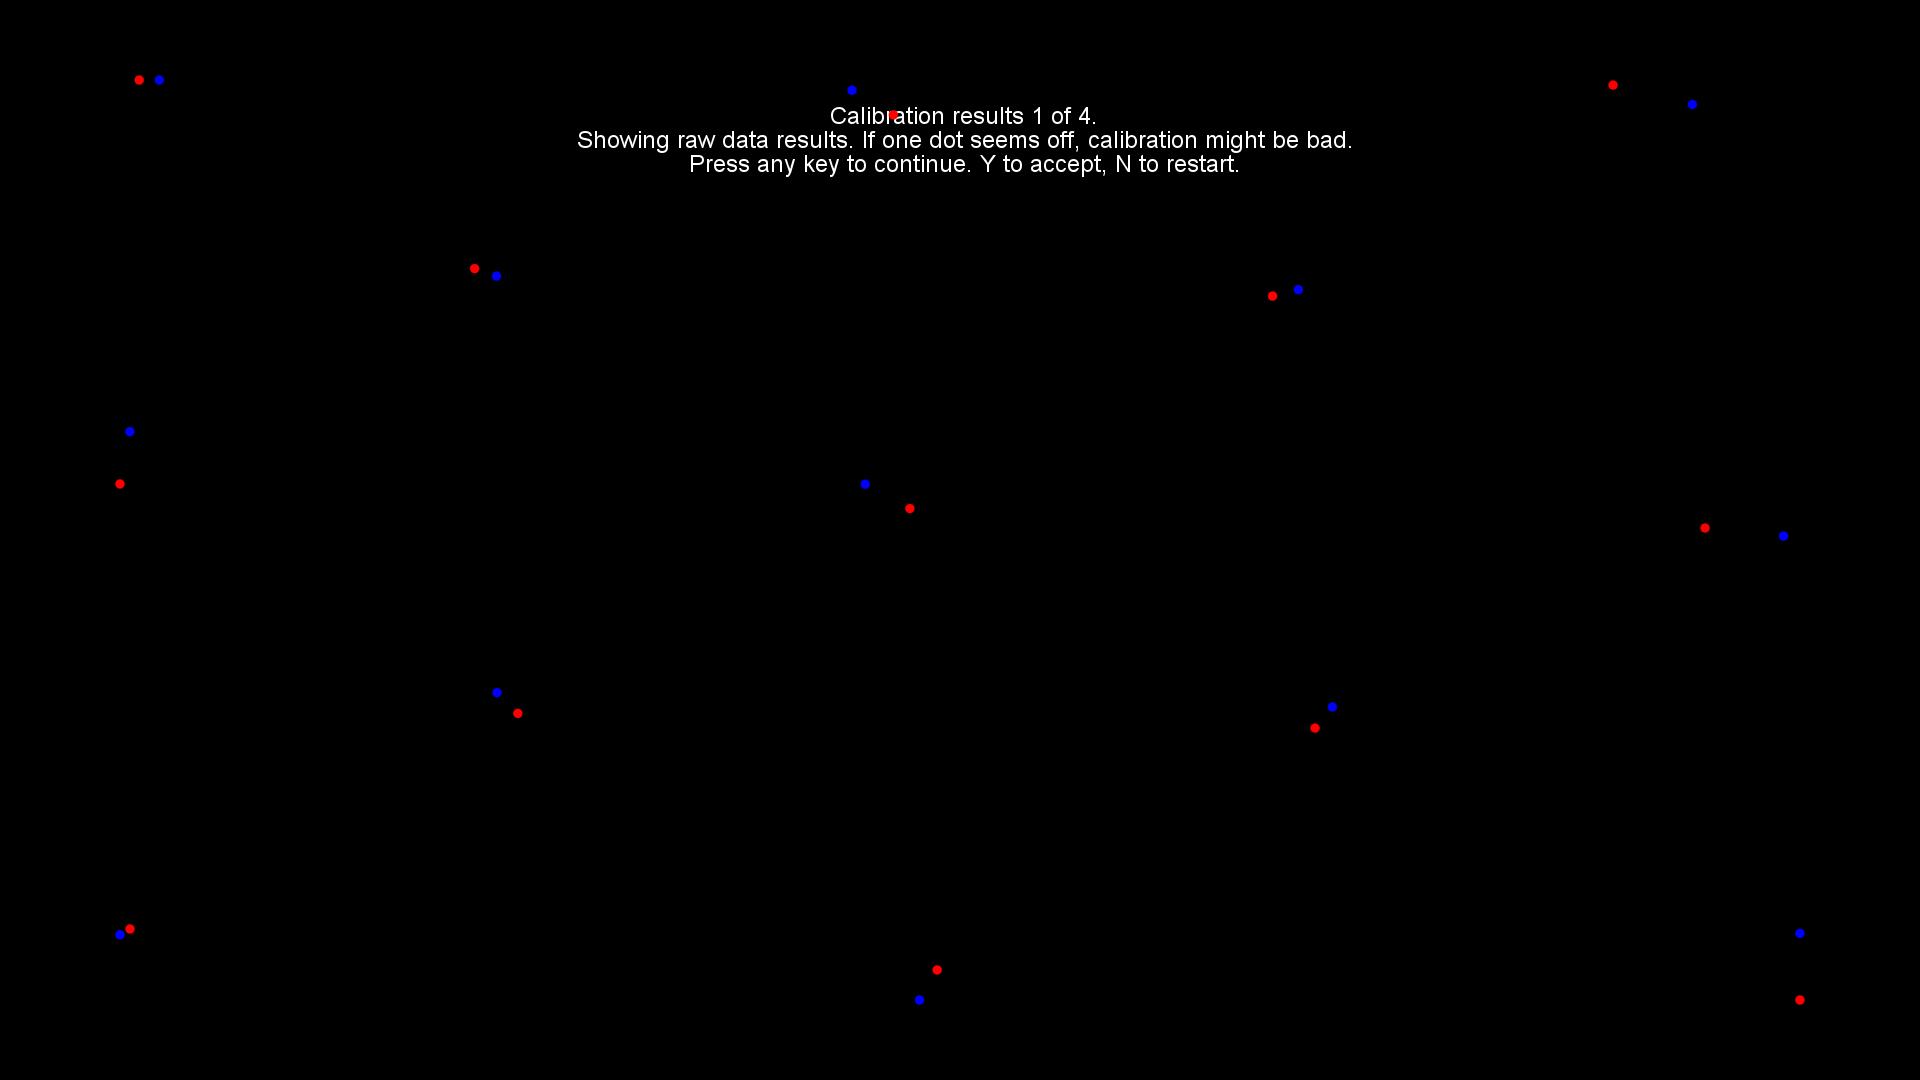 Calibration results 1 of 4.
Showing raw data results. If one dot seems off, calibration might be bad.
Press any key to continue. Y to accept, N to restart.